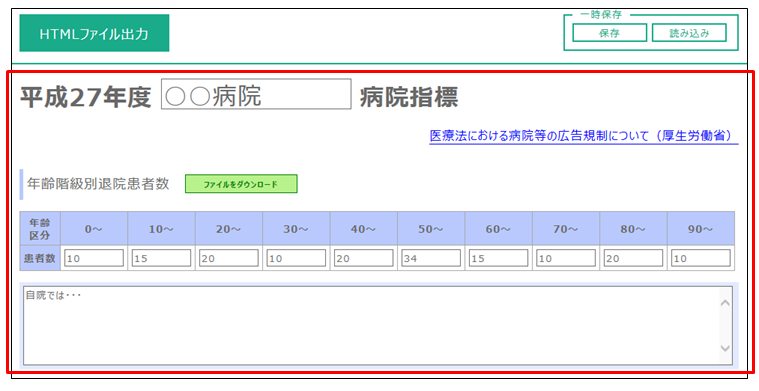 HTMLファイル出力
一時保存
保存 読み込み
平成27年度 〇〇病院 病院指標
医療法における病院等の広告規制について（厚生労働省）
年齢階級別退院患者数 ファイルをダウンロード
年齢区分 0～ 10～ 20～ 30～ 40～ 50～ 60～ 70～ 80～ 90～
患者数 10 15 20 10 20 34 15 10 20 10
自院では・・・